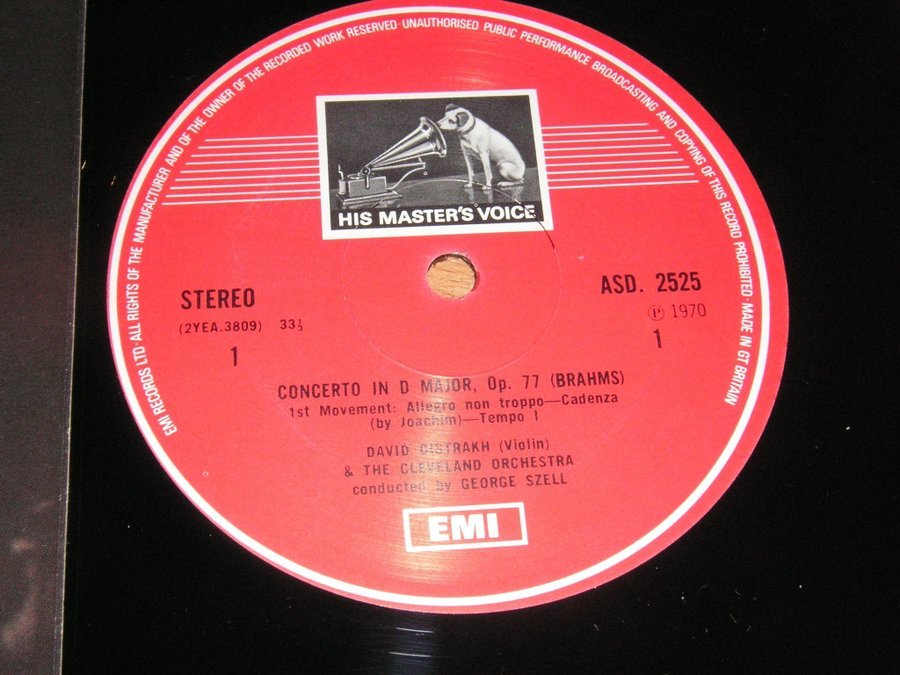 EMI RECORDS LTD · ALL RIGHTS OF THE MANUFACTURER AND OF THE OWNER OF THE RECORDED WORK RESERVED · UNAUTHORISED PUBLIC PERFORMANCE BROADCASTING AND COPYING OF THIS RECORD PROHIBITED · MADE IN GT BRITAIN
HIS MASTER'S VOICE
STEREO
ASD. 2525
(2YEA.3809) 33⅓
℗ 1970
1
1
CONCERTO IN D MAJOR, Op. 77 (BRAHMS)
1st Movement: Allegro non troppo—Cadenza
(by Joachim)—Tempo I
DAVID OISTRAKH (Violin)
& THE CLEVELAND ORCHESTRA
conducted by GEORGE SZELL
EMI